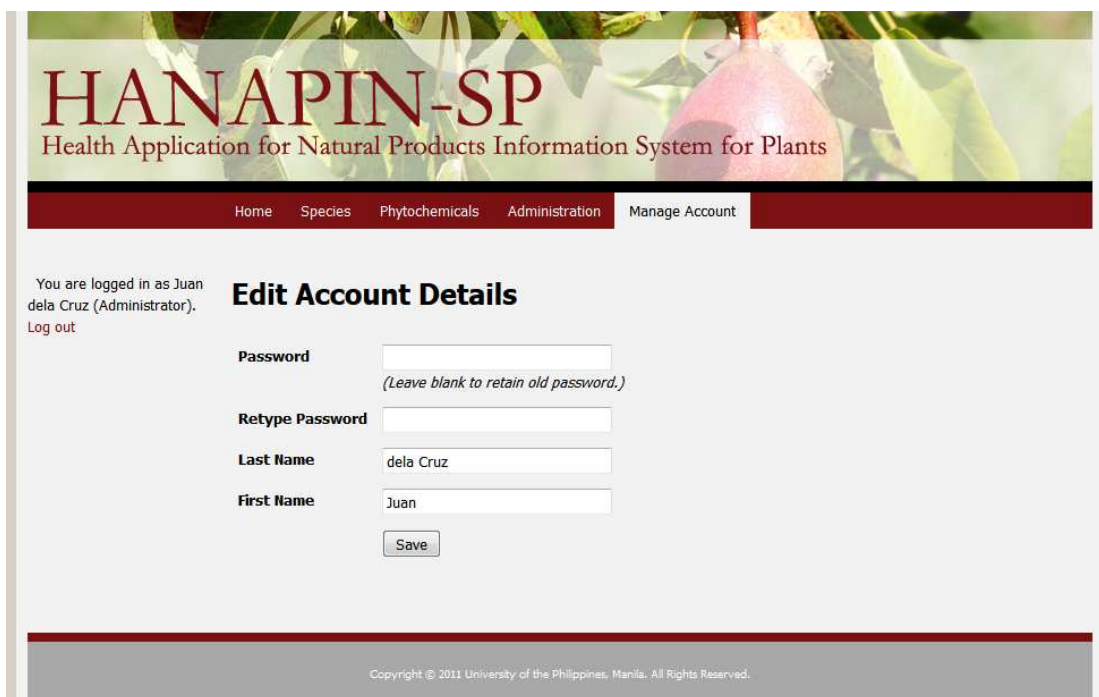 HANAPIN-SP
Health Application for Natural Products Information System for Plants
Home Species Phytochemicals Administration Manage Account
You are logged in as Juan
dela Cruz (Administrator).
Log out
Edit Account Details
Password
(Leave blank to retain old password.)
Retype Password
Last Name dela Cruz
First Name Juan
Save
Copyright © 2011 University of the Philippines, Manila. All Rights Reserved.